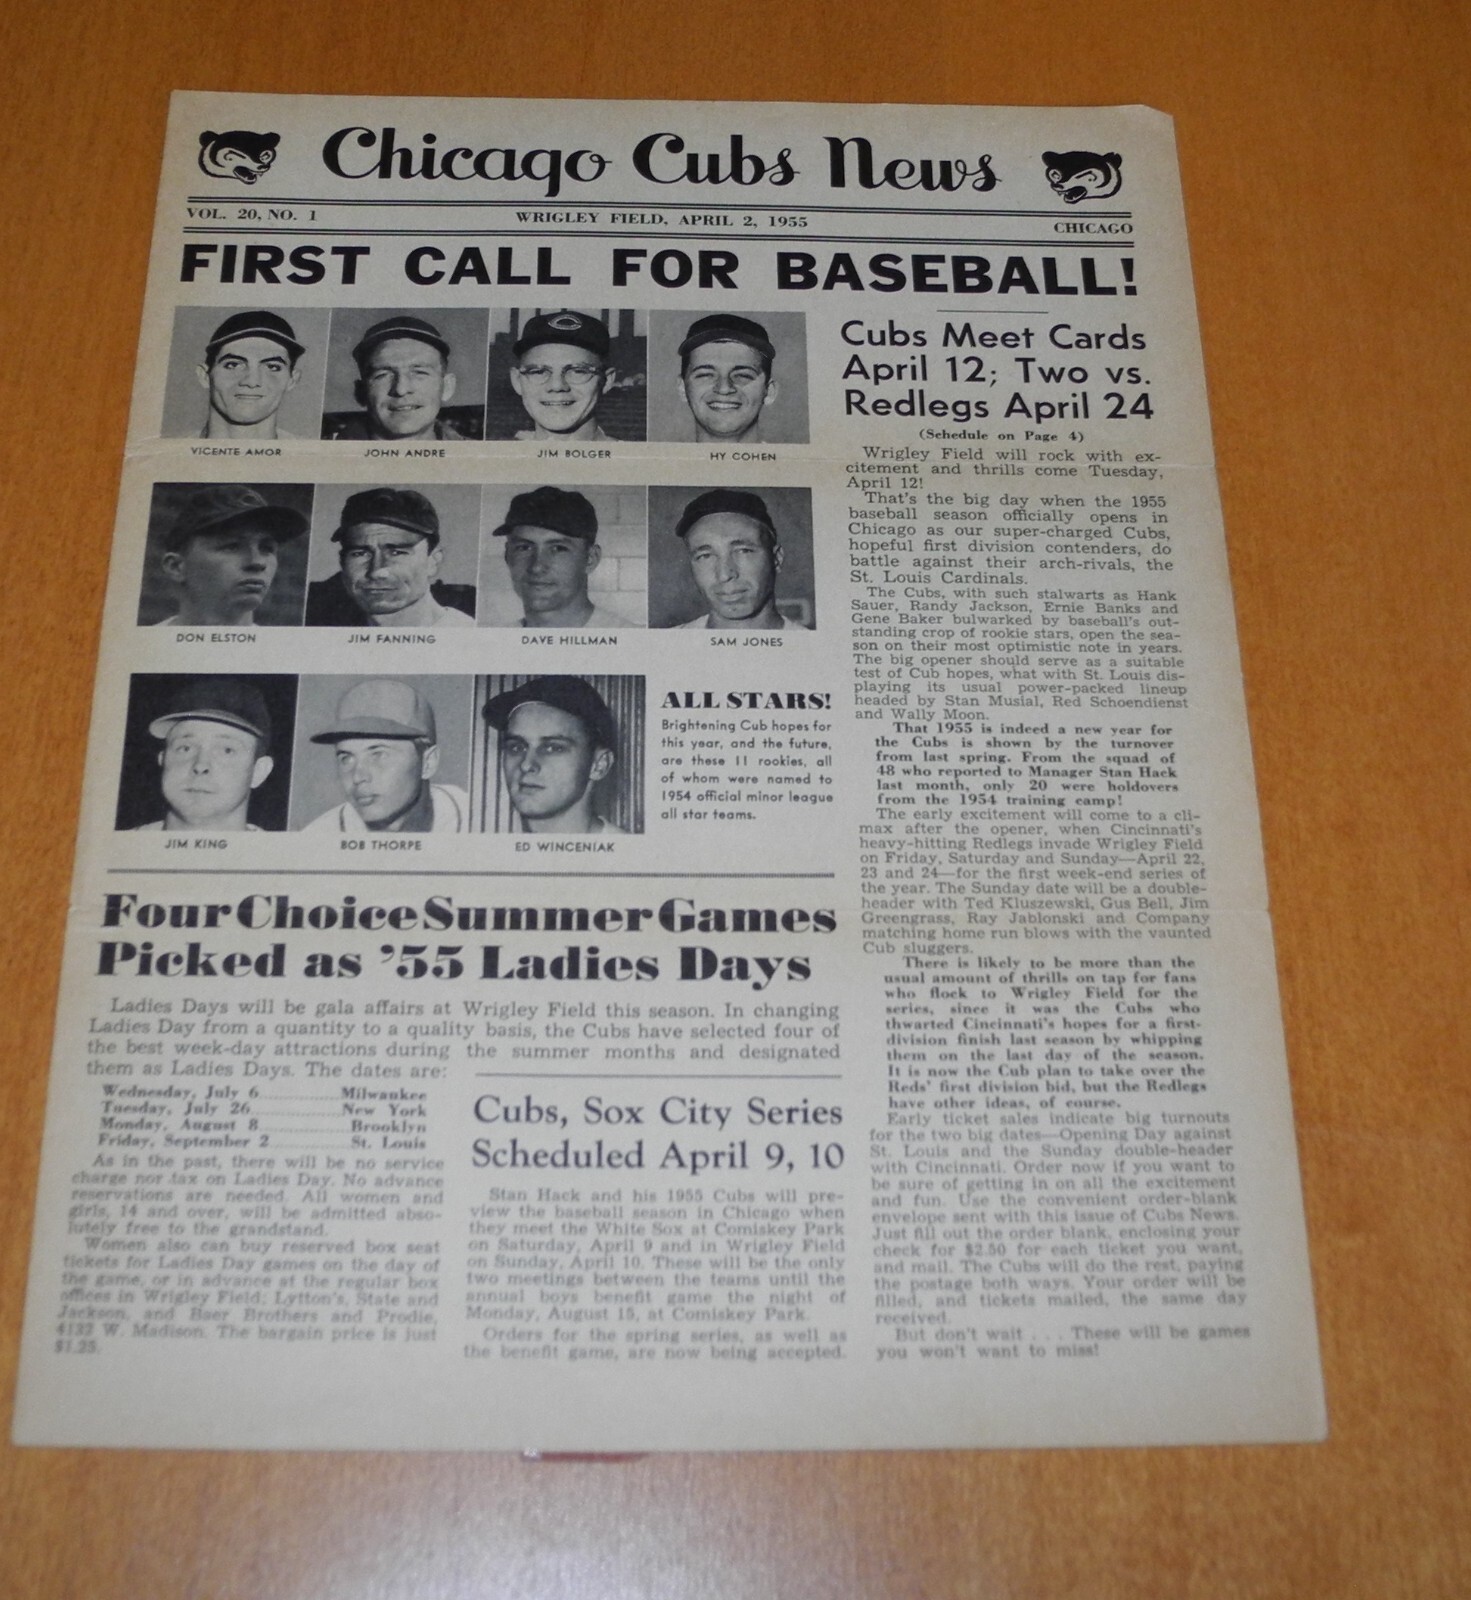 Chicago Cubs News
VOL. 20, NO. 1
WRIGLEY FIELD, APRIL 2, 1955
CHICAGO
FIRST CALL FOR BASEBALL!
VICENTE AMOR
JOHN ANDRE
JIM BOLGER
HY COHEN
DON ELSTON
JIM FANNING
DAVE HILLMAN
SAM JONES
JIM KING
BOB THORPE
ED WINCENIAK
ALL STARS!
Brightening Cub hopes for
this year, and the future,
are these 11 rookies, all
of whom were named to
1954 official minor league
all star teams.
Four Choice Summer Games
Picked as '55 Ladies Days
Ladies Days will be gala affairs at Wrigley Field this season. In changing
Ladies Day from a quantity to a quality basis, the Cubs have selected four of
the best week-day attractions during the summer months and designated
them as Ladies Days. The dates are:
Wednesday, July 6..............Milwaukee
Tuesday, July 26..............New York
Monday, August 8..............Brooklyn
Friday, September 2..............St. Louis
As in the past, there will be no service
charge nor tax on Ladies Day. No advance
reservations are needed. All women and
girls, 14 and over, will be admitted abso-
lutely free to the grandstand.
Women also can buy reserved box seat
tickets for Ladies Day games on the day of
the game, or in advance at the regular box
offices in Wrigley Field; Lytton's, State and
Jackson, and Baer Brothers and Prodie,
4132 W. Madison. The bargain price is just
$1.25.
Cubs, Sox City Series
Scheduled April 9, 10
Stan Hack and his 1955 Cubs will pre-
view the baseball season in Chicago when
they meet the White Sox at Comiskey Park
on Saturday, April 9 and in Wrigley Field
on Sunday, April 10. These will be the only
two meetings between the teams until the
annual boys benefit game the night of
Monday, August 15, at Comiskey Park.
Orders for the spring series, as well as
the benefit game, are now being accepted.
Cubs Meet Cards
April 12; Two vs.
Redlegs April 24
(Schedule on Page 4)
Wrigley Field will rock with ex-
citement and thrills come Tuesday,
April 12!
That's the big day when the 1955
baseball season officially opens in
Chicago as our super-charged Cubs,
hopeful first division contenders, do
battle against their arch-rivals, the
St. Louis Cardinals.
The Cubs, with such stalwarts as Hank
Sauer, Randy Jackson, Ernie Banks and
Gene Baker bulwarked by baseball's out-
standing crop of rookie stars, open the sea-
son on their most optimistic note in years.
The big opener should serve as a suitable
test of Cub hopes, what with St. Louis dis-
playing its usual power-packed lineup
headed by Stan Musial, Red Schoendienst
and Wally Moon.
That 1955 is indeed a new year for
the Cubs is shown by the turnover
from last spring. From the squad of
48 who reported to Manager Stan Hack
last month, only 20 were holdovers
from the 1954 training camp!
The early excitement will come to a cli-
max after the opener, when Cincinnati's
heavy-hitting Redlegs invade Wrigley Field
on Friday, Saturday and Sunday—April 22,
23 and 24—for the first week-end series of
the year. The Sunday date will be a double-
header with Ted Kluszewski, Gus Bell, Jim
Greengrass, Ray Jablonski and Company
matching home run blows with the vaunted
Cub sluggers.
There is likely to be more than the
usual amount of thrills on tap for fans
who flock to Wrigley Field for the
series, since it was the Cubs who
thwarted Cincinnati's hopes for a first-
division finish last season by whipping
them on the last day of the season.
It is now the Cub plan to take over the
Reds' first division bid, but the Redlegs
have other ideas, of course.
Early ticket sales indicate big turnouts
for the two big dates—Opening Day against
St. Louis and the Sunday double-header
with Cincinnati. Order now if you want to
be sure of getting in on all the excitement
and fun. Use the convenient order-blank
envelope sent with this issue of Cubs News.
Just fill out the order blank, enclosing your
check for $2.50 for each ticket you want,
and mail. The Cubs will do the rest, paying
the postage both ways. Your order will be
filled, and tickets mailed, the same day
received.
But don't wait . . . These will be games
you won't want to miss!